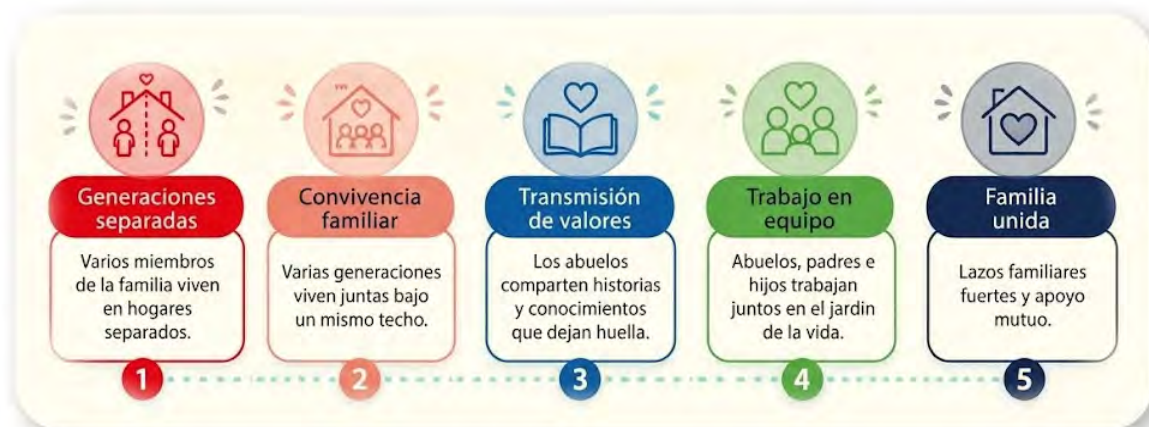 Generaciones
separadas
Varios miembros
de la familia viven
en hogares
separados.
1
Convivencia
familiar
Varias generaciones
viven juntas bajo
un mismo techo.
2
Transmisión
de valores
Los abuelos
comparten historias
y conocimientos
que dejan huella.
3
Trabajo en
equipo
Abuelos, padres e
hijos trabajan
juntos en el jardin
de la vida.
4
Familia
unida
Lazos familiares
fuertes y apoyo
mutuo.
5